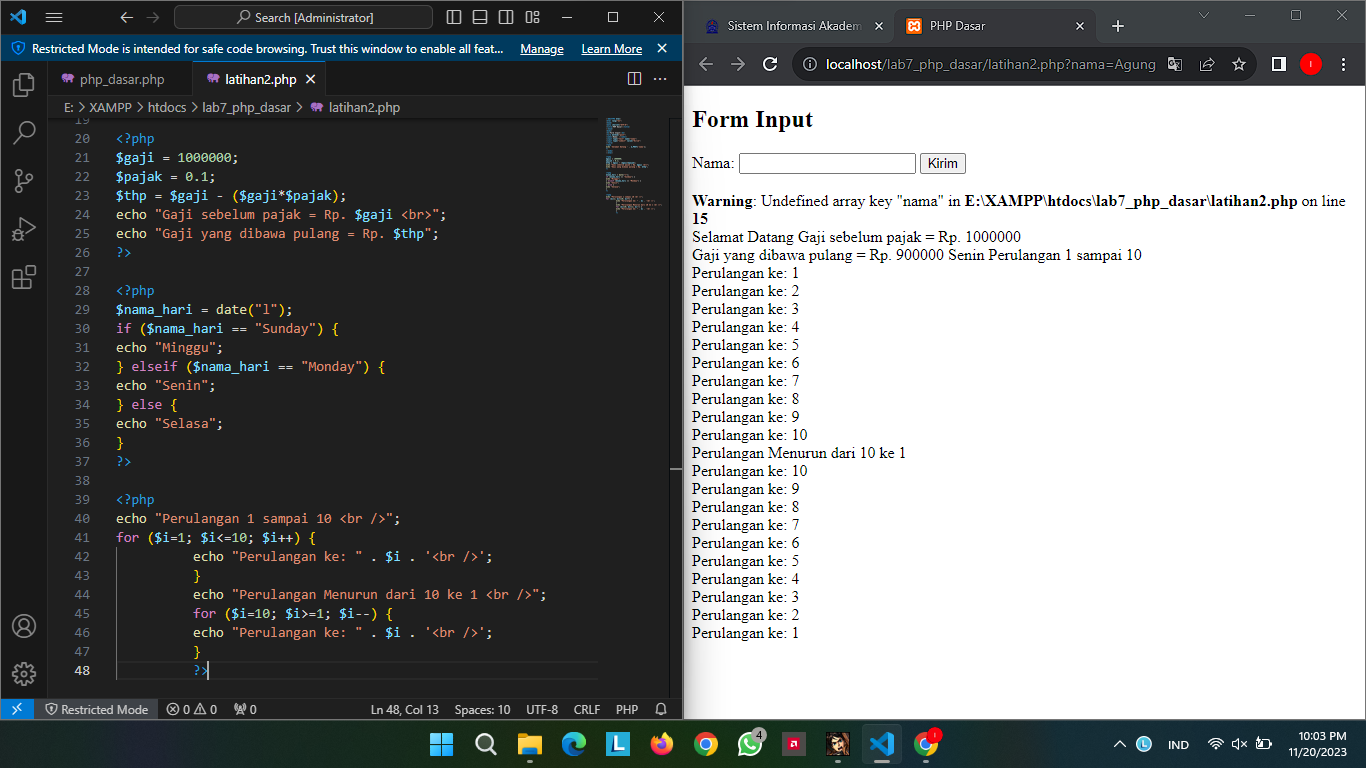 Search [Administrator]
Restricted Mode is intended for safe code browsing. Trust this window to enable all feat... Manage Learn More
php_dasar.php latihan2.php
E: > XAMPP > htdocs > lab7_php_dasar > latihan2.php
19
20 <?php
21 $gaji = 1000000;
22 $pajak = 0.1;
23 $thp = $gaji - ($gaji*$pajak);
24 echo "Gaji sebelum pajak = Rp. $gaji <br>";
25 echo "Gaji yang dibawa pulang = Rp. $thp";
26 ?>
27
28 <?php
29 $nama_hari = date("l");
30 if ($nama_hari == "Sunday") {
31 echo "Minggu";
32 } elseif ($nama_hari == "Monday") {
33 echo "Senin";
34 } else {
35 echo "Selasa";
36 }
37 ?>
38
39 <?php
40 echo "Perulangan 1 sampai 10 <br />";
41 for ($i=1; $i<=10; $i++) {
42 echo "Perulangan ke: " . $i . '<br />';
43 }
44 echo "Perulangan Menurun dari 10 ke 1 <br />";
45 for ($i=10; $i>=1; $i--) {
46 echo "Perulangan ke: " . $i . '<br />';
47 }
48 ?>
Restricted Mode 0 0 0 Ln 48, Col 13 Spaces: 10 UTF-8 CRLF PHP
Sistem Informasi Akadem PHP Dasar
localhost/lab7_php_dasar/latihan2.php?nama=Agung
Form Input
Nama: Kirim
Warning: Undefined array key "nama" in E:\XAMPP\htdocs\lab7_php_dasar\latihan2.php on line
15
Selamat Datang Gaji sebelum pajak = Rp. 1000000
Gaji yang dibawa pulang = Rp. 900000 Senin Perulangan 1 sampai 10
Perulangan ke: 1
Perulangan ke: 2
Perulangan ke: 3
Perulangan ke: 4
Perulangan ke: 5
Perulangan ke: 6
Perulangan ke: 7
Perulangan ke: 8
Perulangan ke: 9
Perulangan ke: 10
Perulangan Menurun dari 10 ke 1
Perulangan ke: 10
Perulangan ke: 9
Perulangan ke: 8
Perulangan ke: 7
Perulangan ke: 6
Perulangan ke: 5
Perulangan ke: 4
Perulangan ke: 3
Perulangan ke: 2
Perulangan ke: 1
4
IND
10:03 PM
11/20/2023